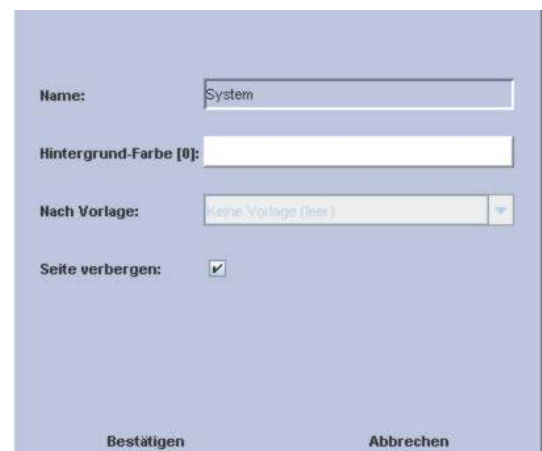 Name: System
Hintergrund-Farbe [0]:
Nach Vorlage: Keine Vorlage (leer)
Seite verbergen:
Bestätigen Abbrechen